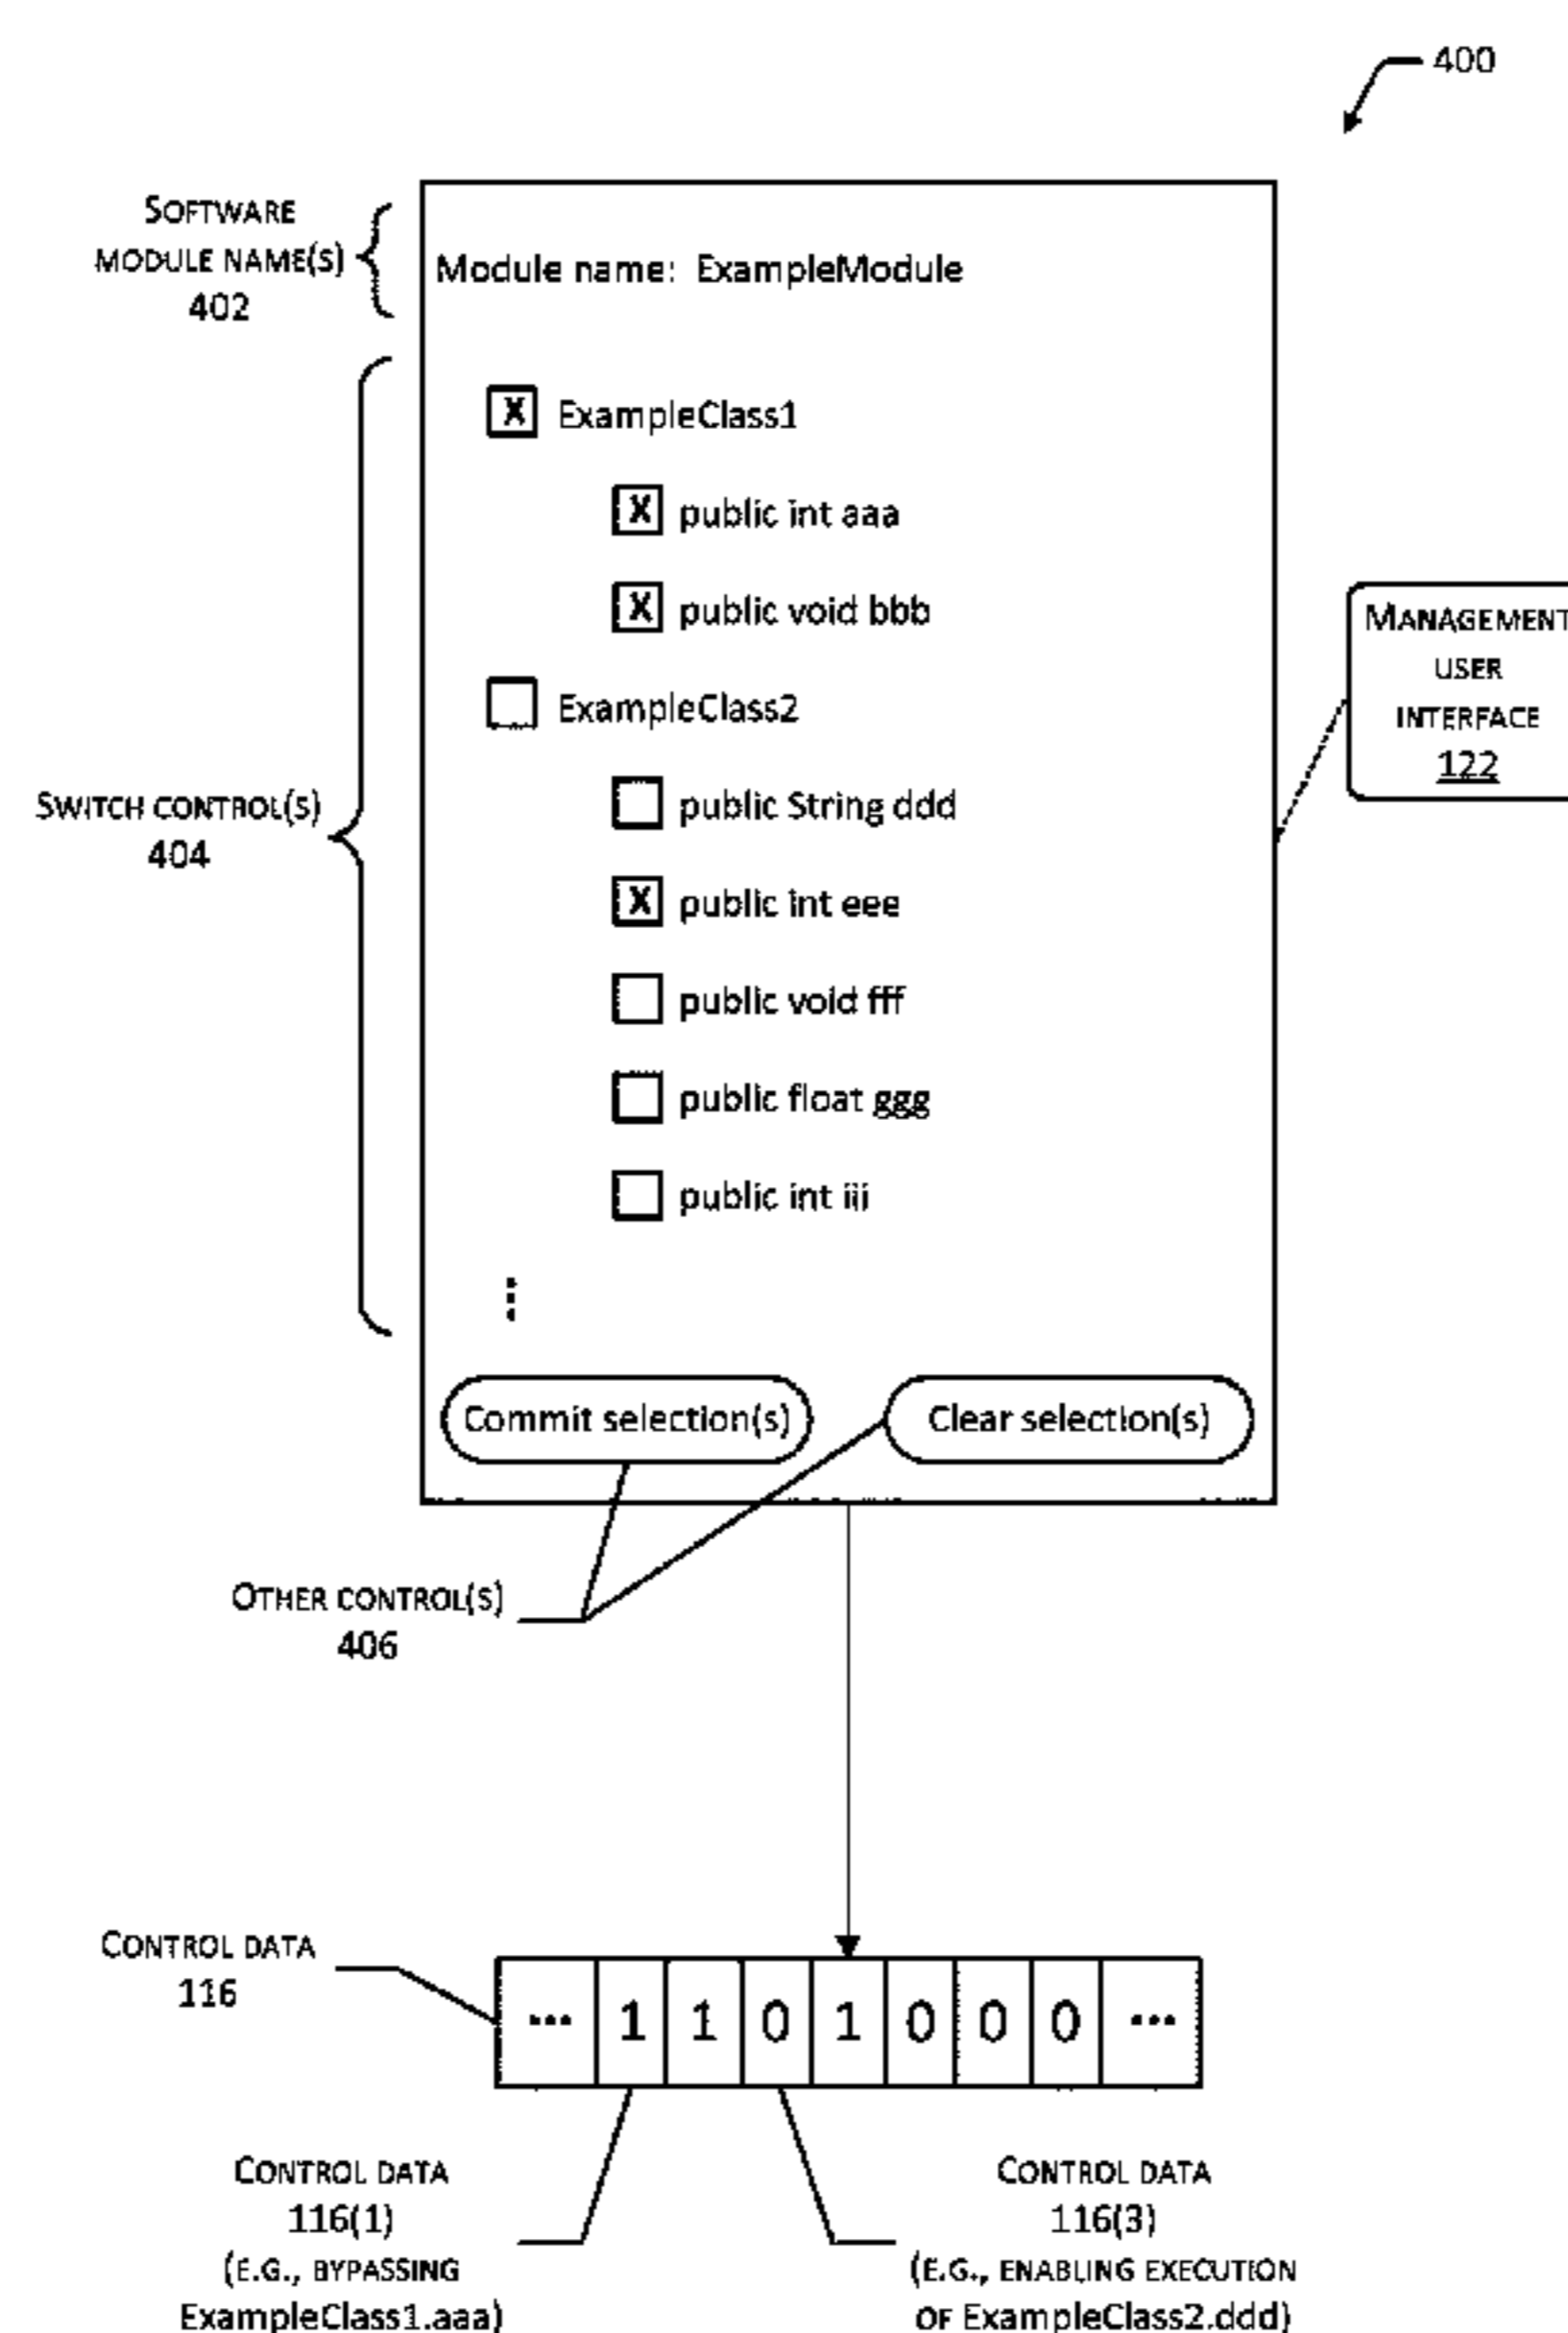 400
SOFTWARE
MODULE NAME(S)
402
Module name: ExampleModule
X ExampleClass1
X public int aaa
X public void bbb
ExampleClass2
public String ddd
X public int eee
public void fff
public float ggg
public int iii
⋮
SWITCH CONTROL(S)
404
MANAGEMENT
USER
INTERFACE
122
Commit selection(s)
Clear selection(s)
OTHER CONTROL(S)
406
CONTROL DATA
116
... 1 1 0 1 0 0 0 ...
CONTROL DATA
116(1)
(E.G., BYPASSING
ExampleClass1.aaa)
CONTROL DATA
116(3)
(E.G., ENABLING EXECUTION
OF ExampleClass2.ddd)